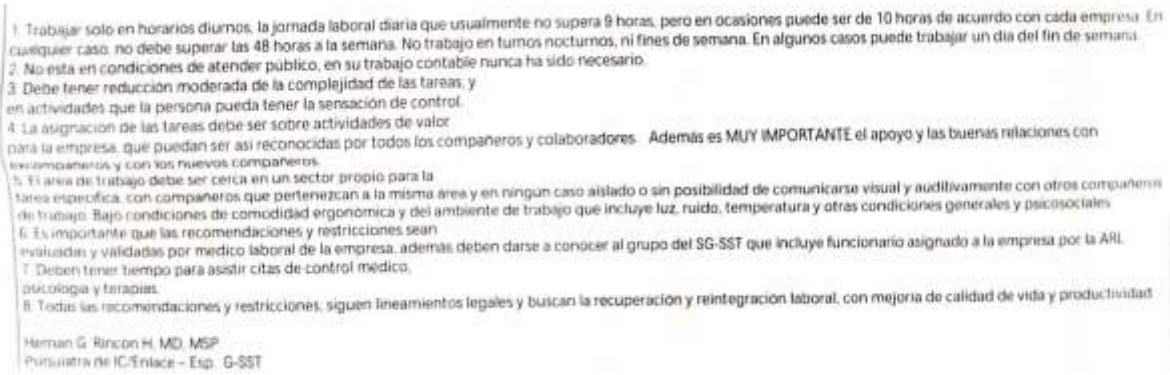 1. Trabajar solo en horarios diurnos, la jornada laboral diaria que usualmente no supera 9 horas, pero en ocasiones puede ser de 10 horas de acuerdo con cada empresa. En
cualquier caso, no debe superar las 48 horas a la semana. No trabajo en turnos nocturnos, ni fines de semana. En algunos casos puede trabajar un dia del fin de semana.
2. No esta en condiciones de atender público, en su trabajo contable nunca ha sido necesario.
3. Debe tener reducción moderada de la complejidad de las tareas, y
en actividades que la persona pueda tener la sensación de control.
4. La asignación de las tareas debe ser sobre actividades de valor
para la empresa, que puedan ser asi reconocidas por todos los compañeros y colaboradores. Además es MUY IMPORTANTE el apoyo y las buenas relaciones con
excompañeros y con los nuevos compañeros.
5. El area de trabajo debe ser cerca en un sector propio para la
tarea especifica, con compañeros que pertenezcan a la misma área y en ningún caso aislado o sin posibilidad de comunicarse visual y auditivamente con otros compañeros
de trabajo. Bajo condiciones de comodidad ergonómica y del ambiente de trabajo que incluye luz, ruido, temperatura y otras condiciones generales y psicosociales.
6. Es importante que las recomendaciones y restricciones sean
evaluadas y validadas por medico laboral de la empresa, además deben darse a conocer al grupo del SG-SST que incluye funcionario asignado a la empresa por la ARL.
7. Deben tener tiempo para asistir citas de control médico,
psicologia y terapias.
8. Todas las recomendaciones y restricciones, siguen lineamientos legales y buscan la recuperación y reintegración laboral, con mejoria de calidad de vida y productividad.
Hernan G. Rincon H, MD, MSP
Psiquiatra de IC/Enlace – Esp. G-SST